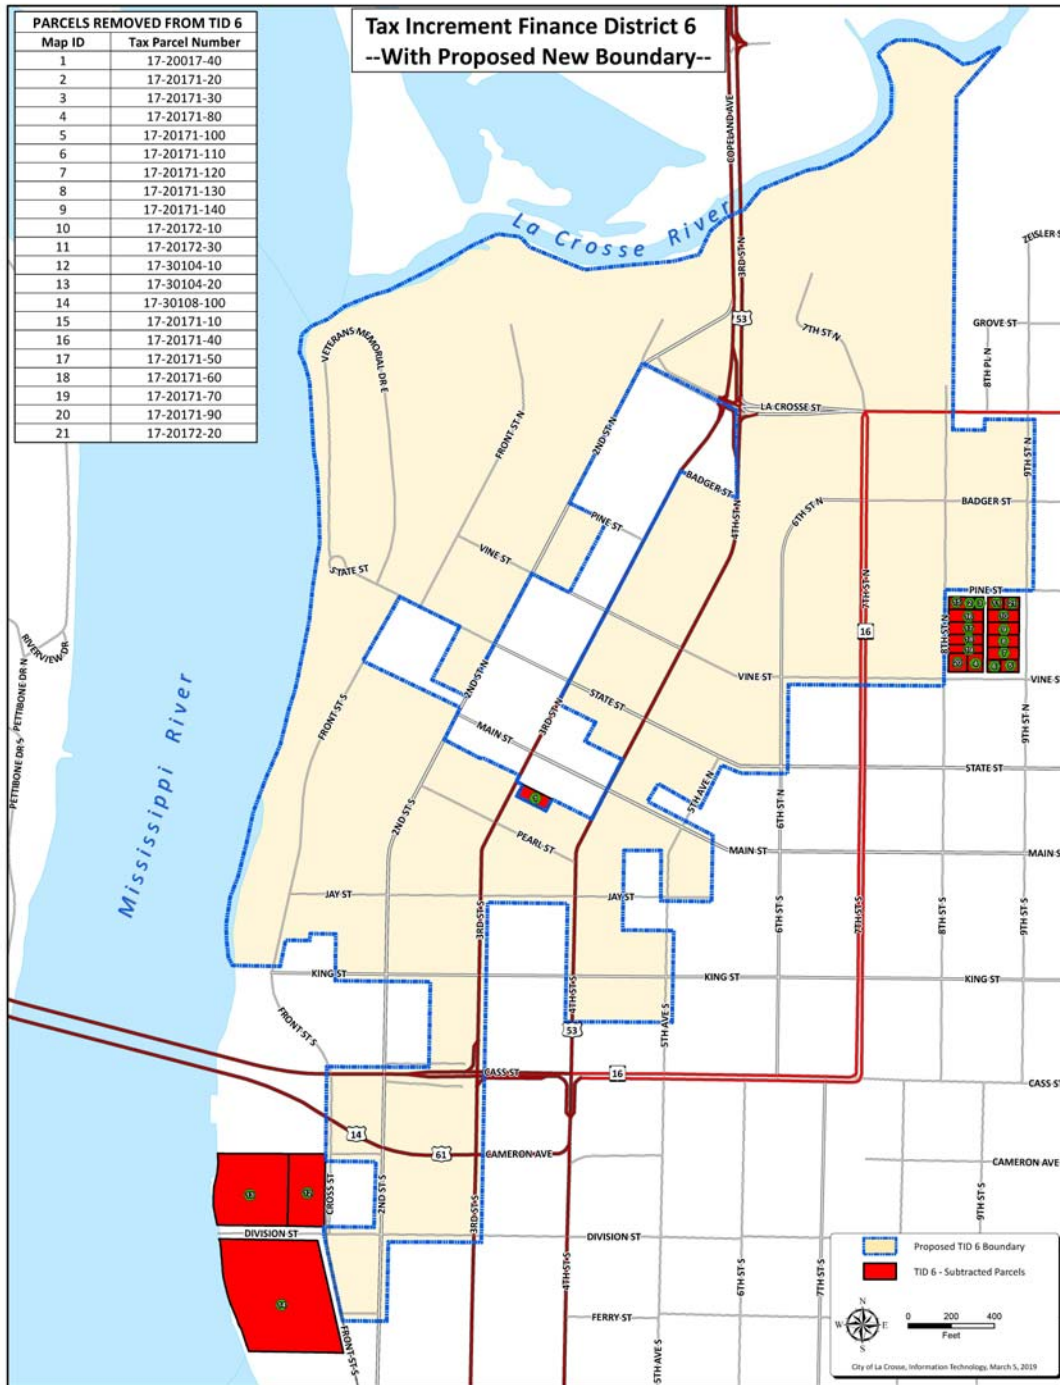 PARCELS REMOVED FROM TID 6
Map ID Tax Parcel Number
1 17-20017-40
2 17-20171-20
3 17-20171-30
4 17-20171-80
5 17-20171-100
6 17-20171-110
7 17-20171-120
8 17-20171-130
9 17-20171-140
10 17-20172-10
11 17-20172-30
12 17-30104-10
13 17-30104-20
14 17-30108-100
15 17-20171-10
16 17-20171-40
17 17-20171-50
18 17-20171-60
19 17-20171-70
20 17-20171-90
21 17-20172-20
Tax Increment Finance District 6
--With Proposed New Boundary--
COPELAND AVE
La Crosse River
3RD ST N
ZEISLER S
53
7TH ST N
GROVE ST
8TH PL N
VETERANS MEMORIAL DR E
FRONT ST N
2ND ST N
LA CROSSE ST
9TH ST N
BADGER ST
4TH ST N
6TH ST N
BADGER ST
PINE ST
VINE ST
STATE ST
7TH ST N
PINE ST
16
8TH ST N
RIVERVIEW DR
PETTIBONE DR N
PETTIBONE DR S
Mississippi River
2ND ST N
STATE ST
VINE ST
VINE S
FRONT ST S
3RD ST N
MAIN ST
9TH ST N
STATE ST
5TH AVE N
6TH ST N
2ND ST S
PEARL ST
MAIN ST
MAIN S
JAY ST
JAY ST
3RD ST S
6TH ST S
7TH ST S
8TH ST S
9TH ST S
KING ST
KING ST
KING ST
4TH ST S
FRONT ST S
53
5TH AVE S
CASS ST
16
CASS ST
14
61
CAMERON AVE
CAMERON AVE
13
12
CROSS ST
2ND ST S
3RD ST S
9TH ST S
DIVISION ST
DIVISION ST
4TH ST S
6TH ST S
7TH ST S
14
FERRY ST
FRONT ST S
5TH AVE S
Proposed TID 6 Boundary
TID 6 - Subtracted Parcels
N
W E
S
0 200 400
Feet
City of La Crosse, Information Technology, March 5, 2019